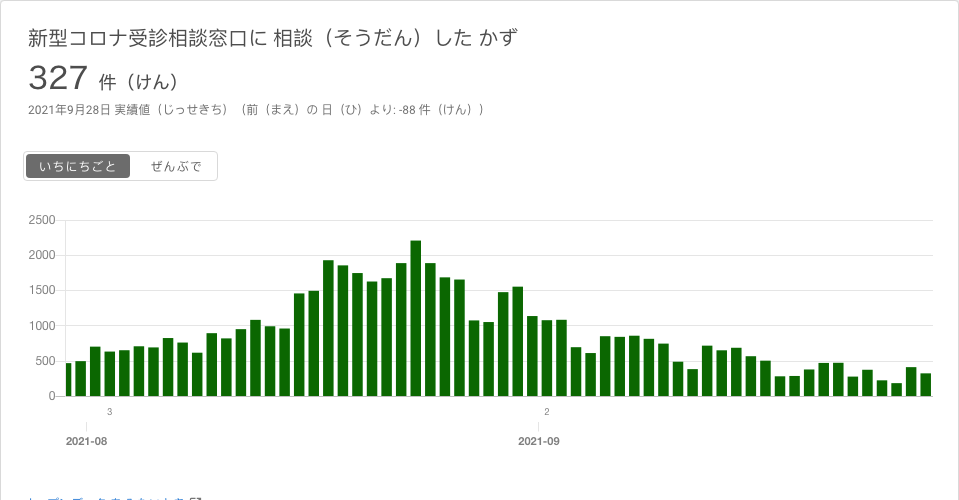 新型コロナ受診相談窓口に 相談（そうだん）した かず
327 件（けん）
2021年9月28日 実績値（じっせきち）（前（まえ）の 日（ひ）より: -88 件（けん））
いちにちごと ぜんぶで
2500
2000
1500
1000
500
0
3 2
2021-08 2021-09